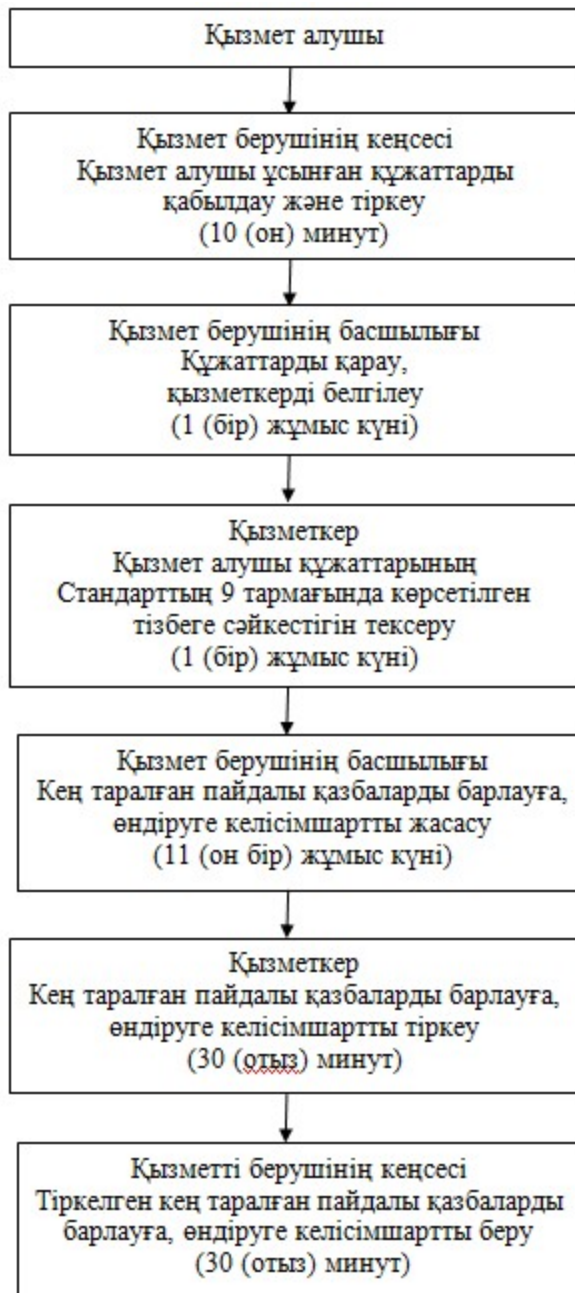 Қызмет алушы
Қызмет берушінің кеңсесі
Қызмет алушы ұсынған құжаттарды
қабылдау және тіркеу
(10 (он) минут)
Қызмет берушінің басшылығы
Құжаттарды қарау,
қызметкерді белгілеу
(1 (бір) жұмыс күні)
Қызметкер
Қызмет алушы құжаттарының
Стандарттың 9 тармағында көрсетілген
тізбеге сәйкестігін тексеру
(1 (бір) жұмыс күні)
Қызмет берушінің басшылығы
Кең таралған пайдалы қазбаларды барлауға,
өндіруге келісімшартты жасасу
(11 (он бір) жұмыс күні)
Қызметкер
Кең таралған пайдалы қазбаларды барлауға,
өндіруге келісімшартты тіркеу
(30 (отыз) минут)
Қызметті берушінің кеңсесі
Тіркелген кең таралған пайдалы қазбаларды
барлауға, өндіруге келісімшартты беру
(30 (отыз) минут)